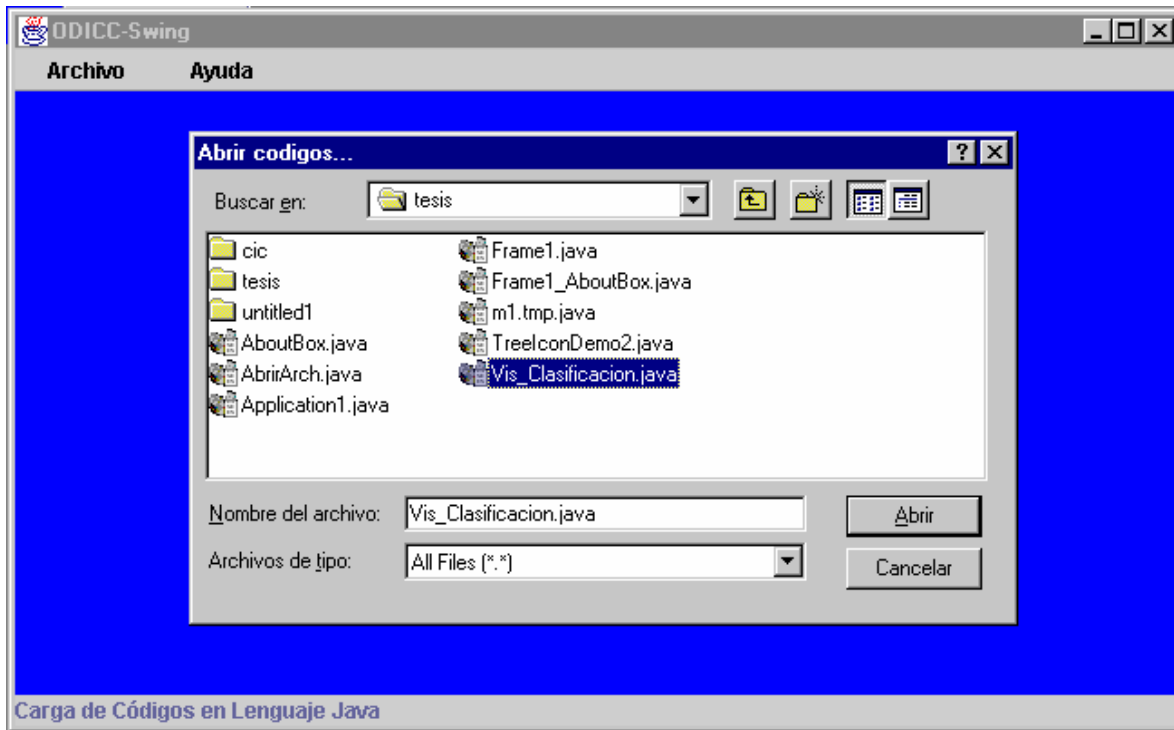 ODICC-Swing
Archivo Ayuda
Abrir codigos...
Buscar en: tesis
cic Frame1.java
tesis Frame1_AboutBox.java
untitled1 m1.tmp.java
AboutBox.java TreeIconDemo2.java
AbrirArch.java Vis_Clasificacion.java
Application1.java
Nombre del archivo: Vis_Clasificacion.java Abrir
Archivos de tipo: All Files (*.*) Cancelar
Carga de Códigos en Lenguaje Java